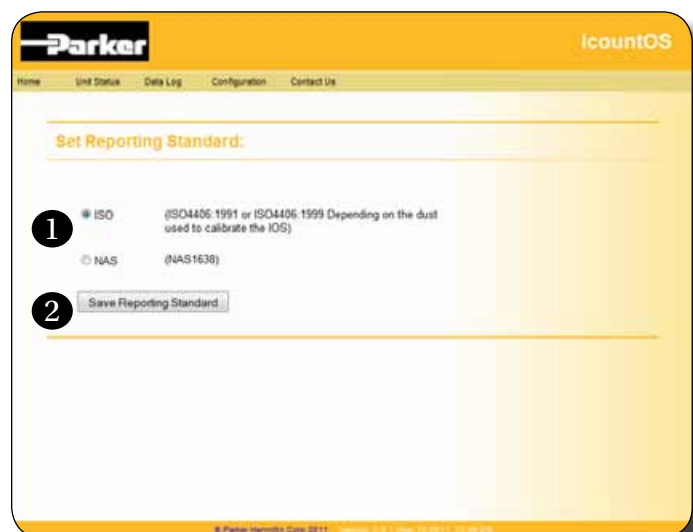 Parker
icountOS
Home Unit Status Data Log Configuration Contact Us
Set Reporting Standard:
1
ISO (ISO4406:1991 or ISO4406:1999 Depending on the dust
used to calibrate the IOS)
NAS (NAS1638)
2
Save Reporting Standard
© Parker Hannifin Corp 2011